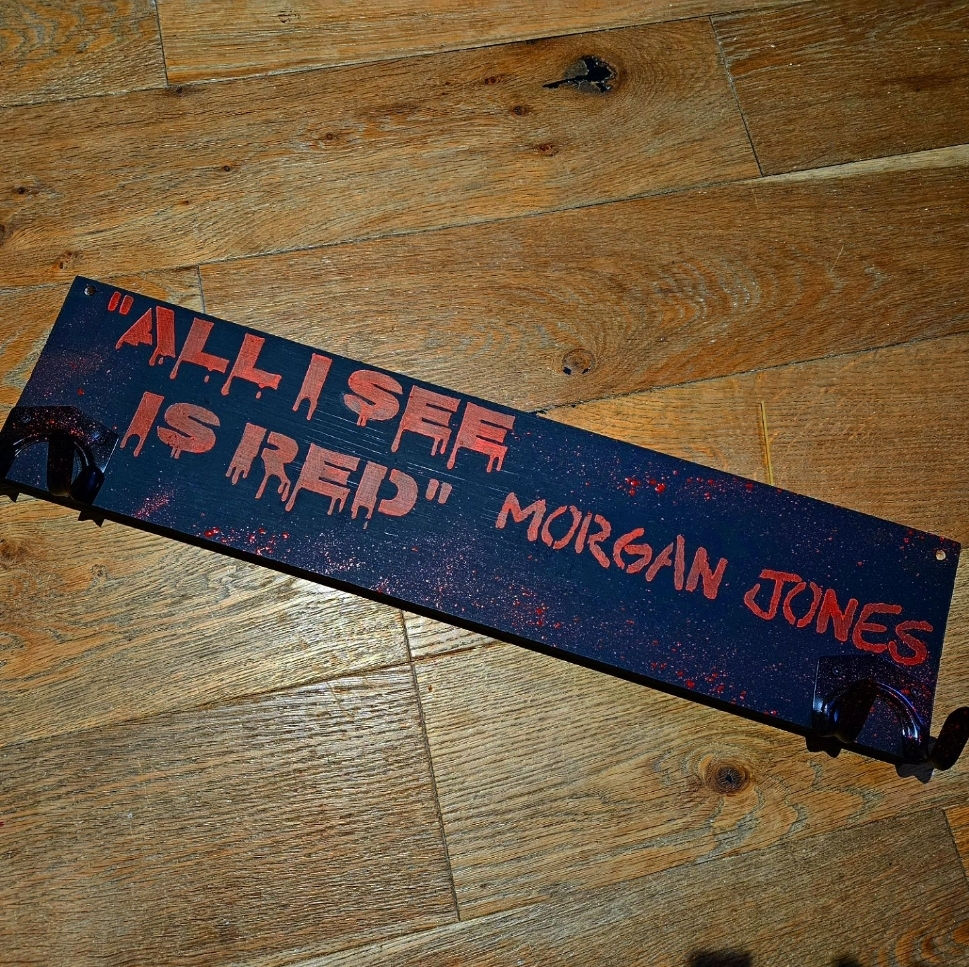 "ALL I SEE
IS RED"
MORGAN JONES